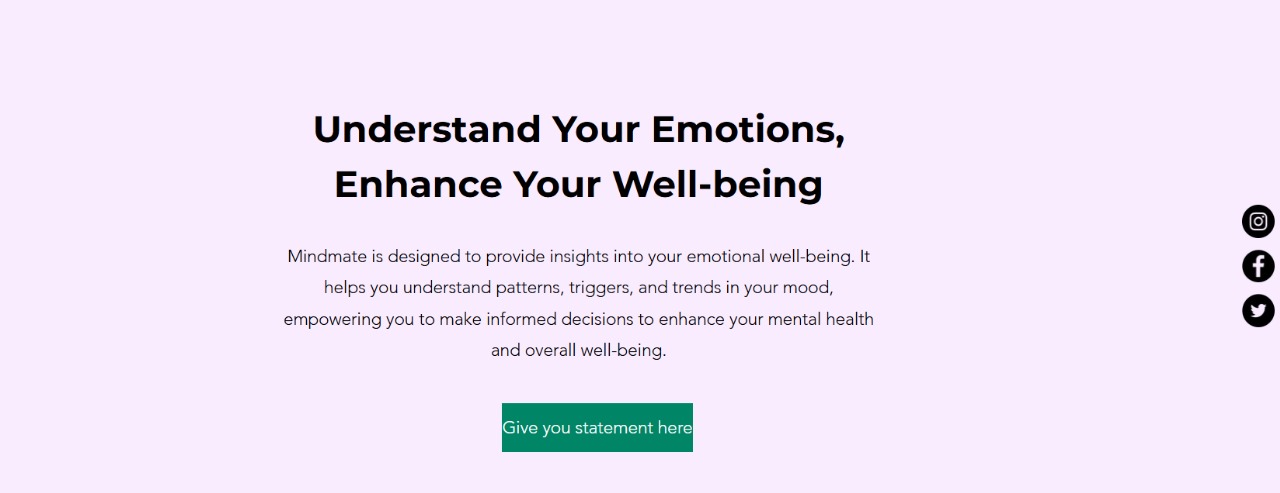 Understand Your Emotions,
Enhance Your Well-being
Mindmate is designed to provide insights into your emotional well-being. It
helps you understand patterns, triggers, and trends in your mood,
empowering you to make informed decisions to enhance your mental health
and overall well-being.
Give you statement here